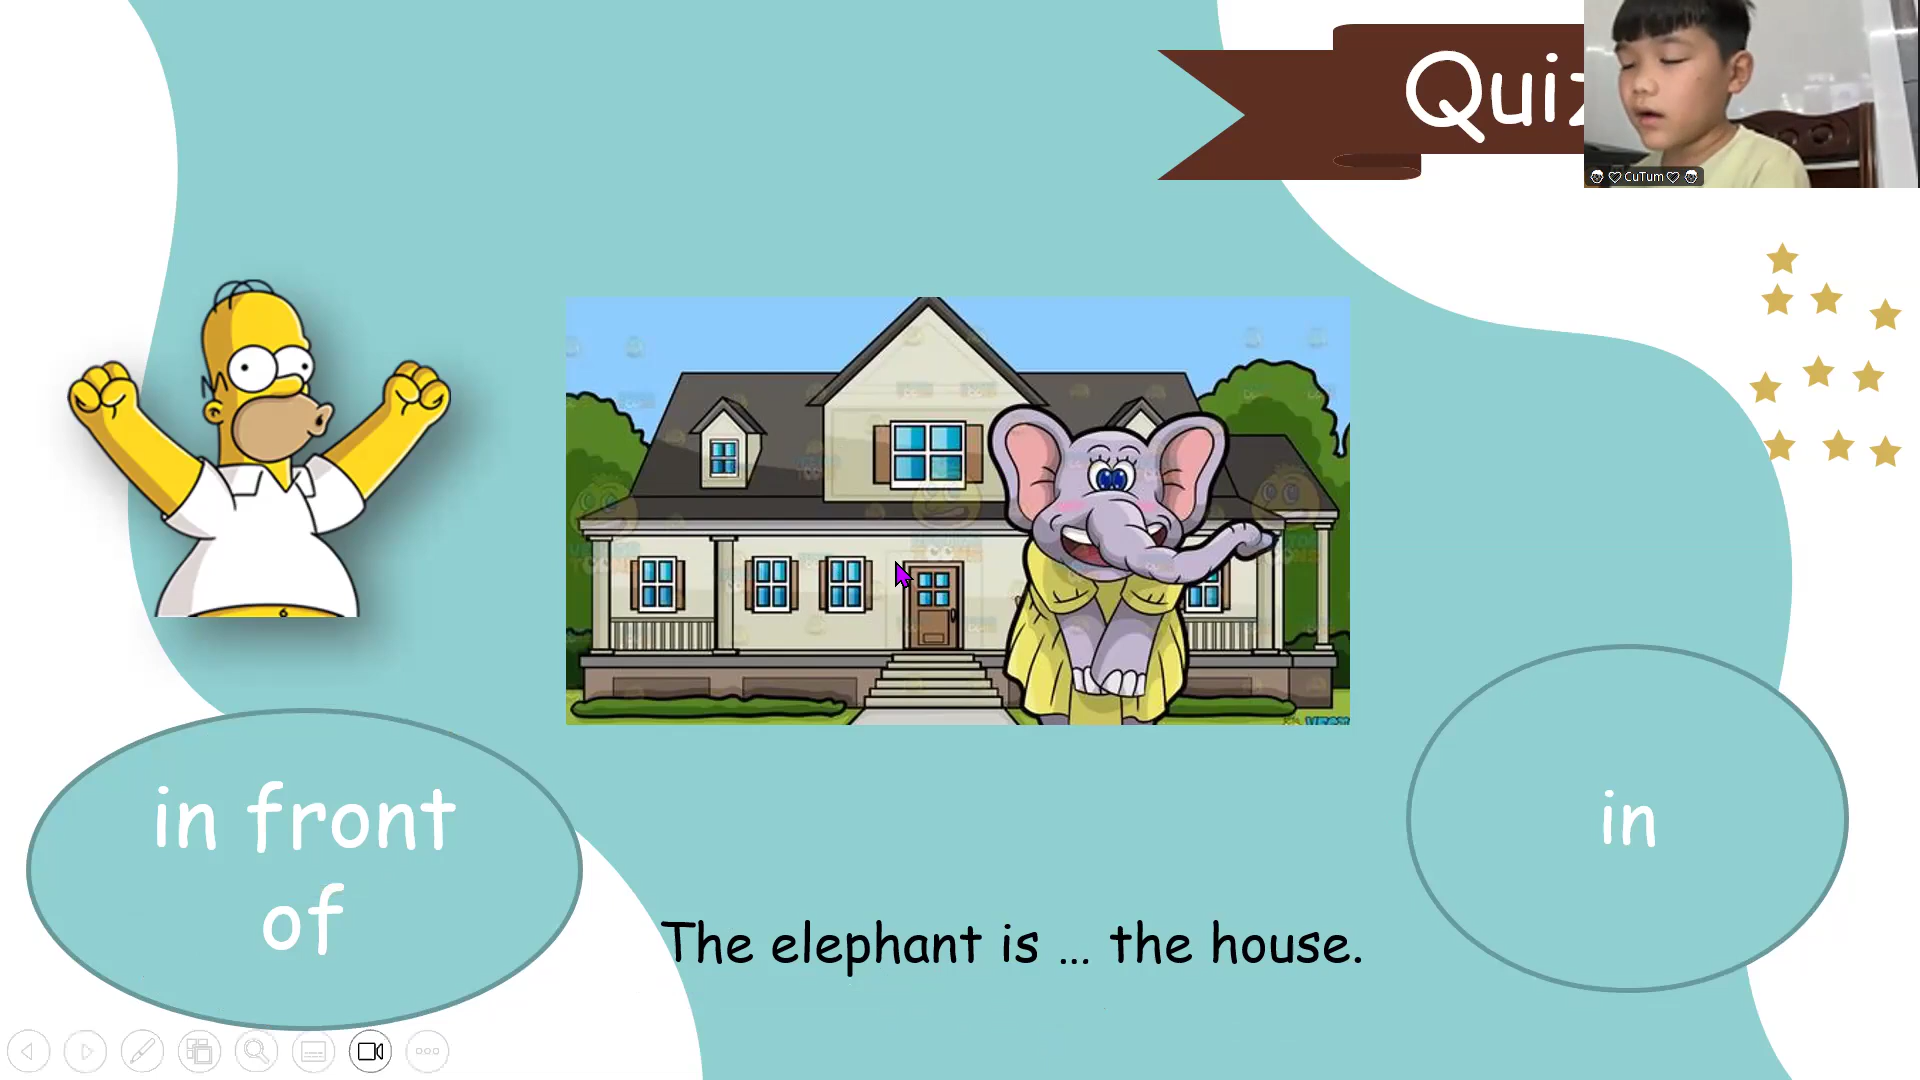 Quiz
CuTum
in front
of
in
The elephant is ... the house.